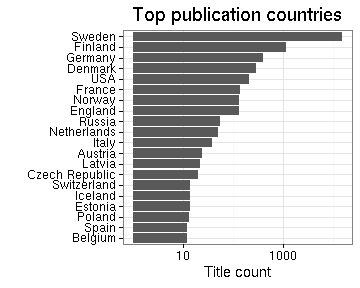 Top publication countries
Sweden
Finland
Germany
Denmark
USA
France
Norway
England
Russia
Netherlands
Italy
Austria
Latvia
Czech Republic
Switzerland
Iceland
Estonia
Poland
Spain
Belgium
10 1000
Title count